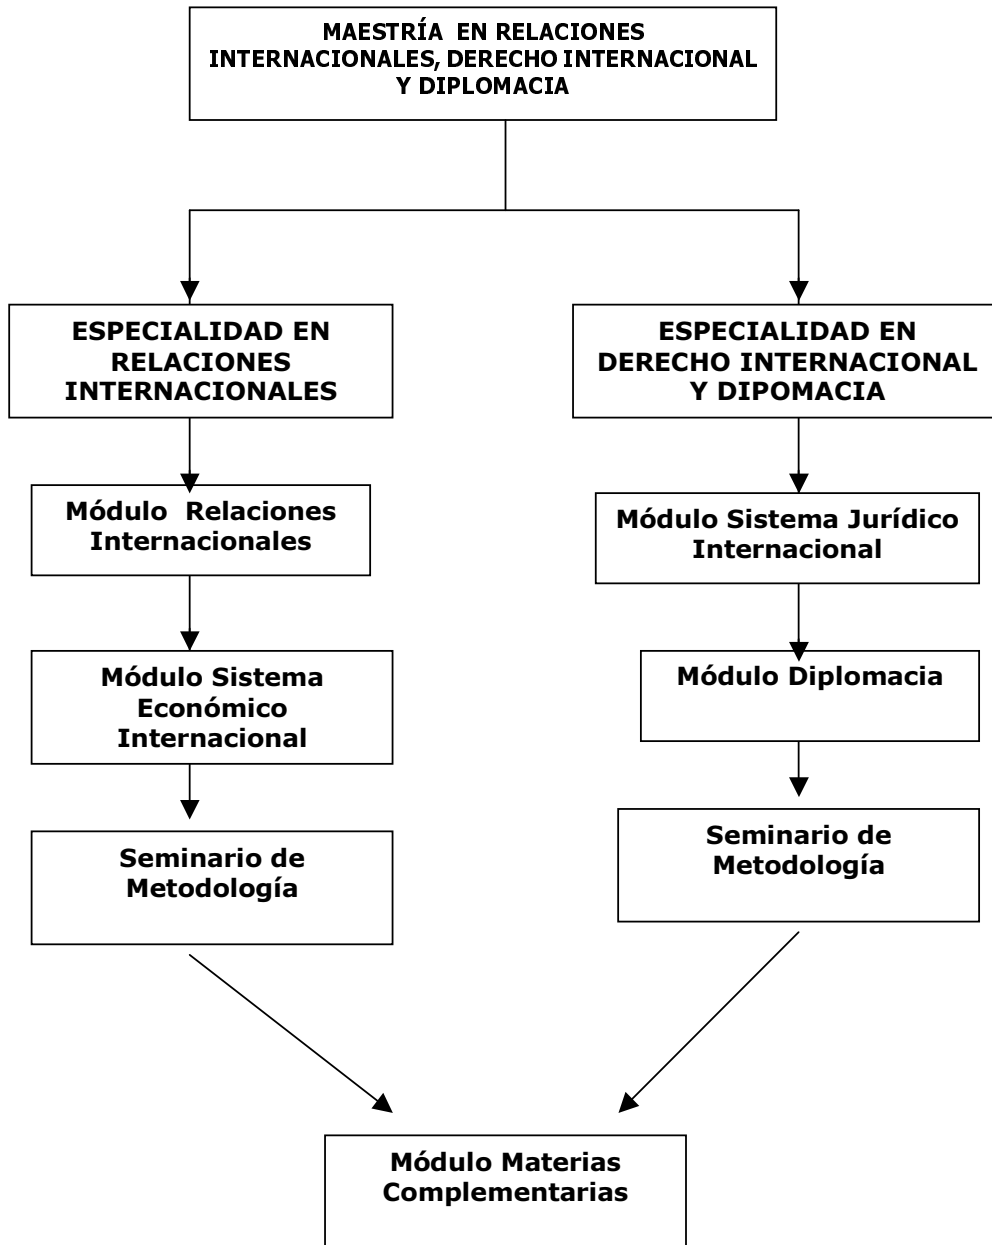 MAESTRÍA EN RELACIONES
INTERNACIONALES, DERECHO INTERNACIONAL
Y DIPLOMACIA
ESPECIALIDAD EN
RELACIONES
INTERNACIONALES
ESPECIALIDAD EN
DERECHO INTERNACIONAL
Y DIPOMACIA
Módulo Relaciones
Internacionales
Módulo Sistema Jurídico
Internacional
Módulo Sistema
Económico
Internacional
Módulo Diplomacia
Seminario de
Metodología
Seminario de
Metodología
Módulo Materias
Complementarias